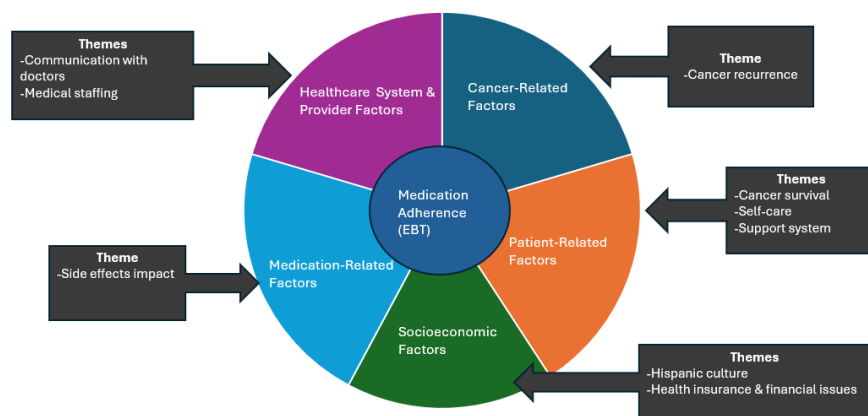 Themes
-Communication with
doctors
-Medical staffing
Healthcare System &
Provider Factors
Cancer-Related
Factors
Theme
-Cancer recurrence
Medication
Adherence
(EBT)
Patient-Related
Factors
Themes
-Cancer survival
-Self-care
-Support system
Theme
-Side effects impact
Medication-Related
Factors
Socioeconomic
Factors
Themes
-Hispanic culture
-Health insurance & financial issues